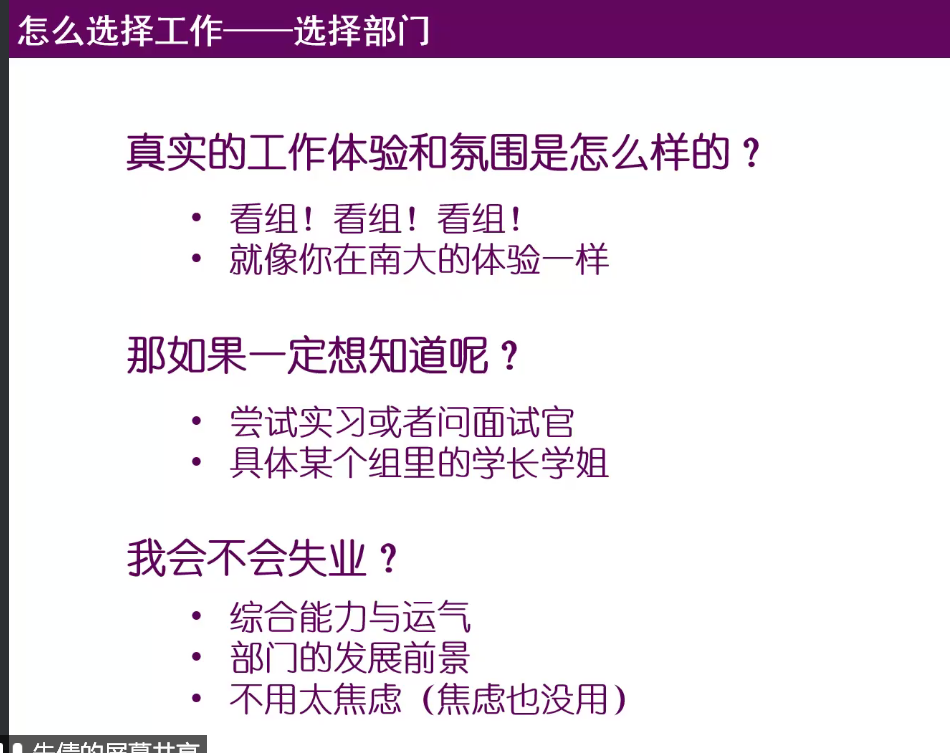 怎么选择工作——选择部门
真实的工作体验和氛围是怎么样的？
• 看组！看组！看组！
• 就像你在南大的体验一样
那如果一定想知道呢？
• 尝试实习或者问面试官
• 具体某个组里的学长学姐
我会不会失业？
• 综合能力与运气
• 部门的发展前景
• 不用太焦虑（焦虑也没用）
的屏幕共享